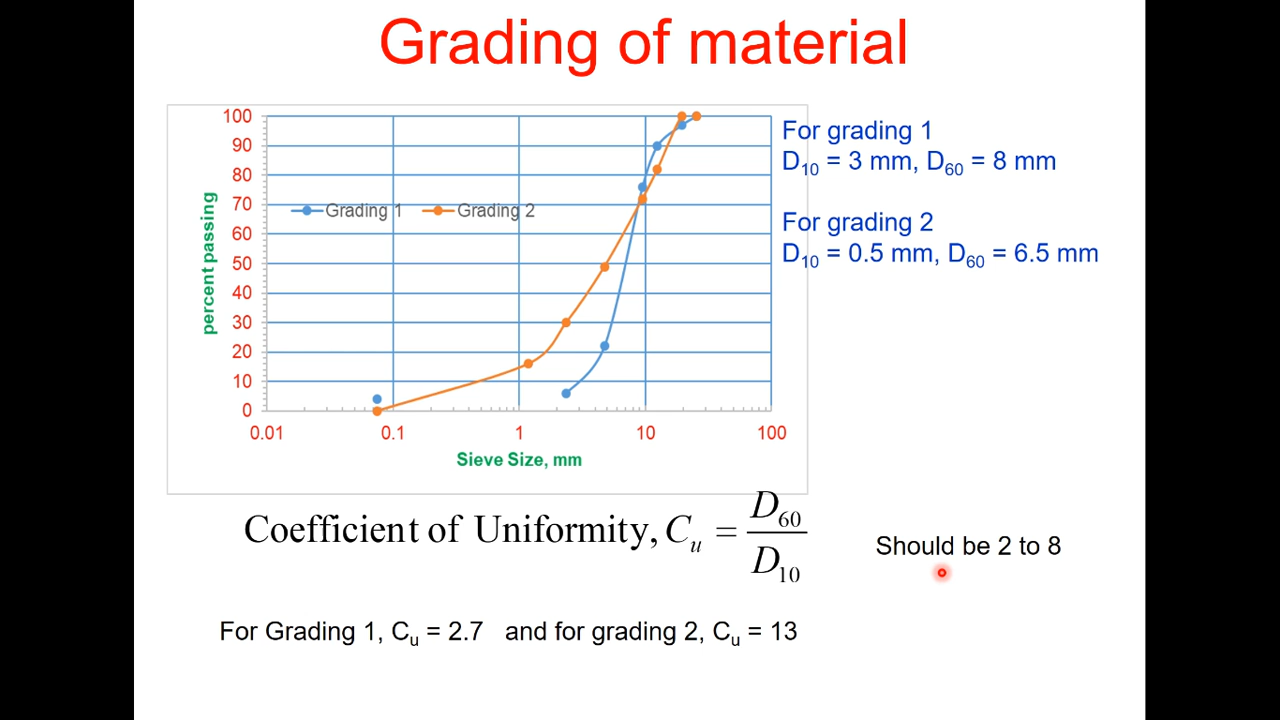 Grading of material
100
90
80
70
60
50
40
30
20
10
0
percent passing
Grading 1 Grading 2
0.01 0.1 1 10 100
Sieve Size, mm
For grading 1
D10 = 3 mm, D60 = 8 mm
For grading 2
D10 = 0.5 mm, D60 = 6.5 mm
Coefficient of Uniformity, Cu = D60 / D10
Should be 2 to 8
For Grading 1, Cu = 2.7 and for grading 2, Cu = 13